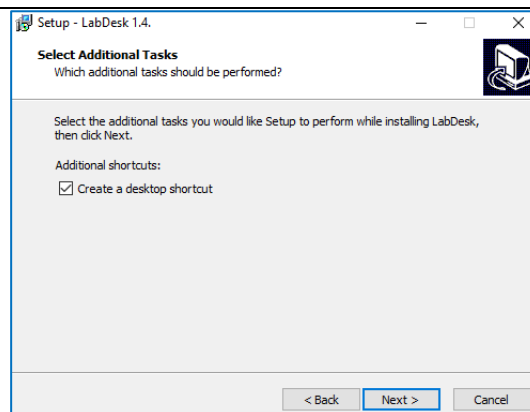 Setup - LabDesk 1.4.
Select Additional Tasks
Which additional tasks should be performed?
Select the additional tasks you would like Setup to perform while installing LabDesk,
then click Next.
Additional shortcuts:
Create a desktop shortcut
< Back Next > Cancel